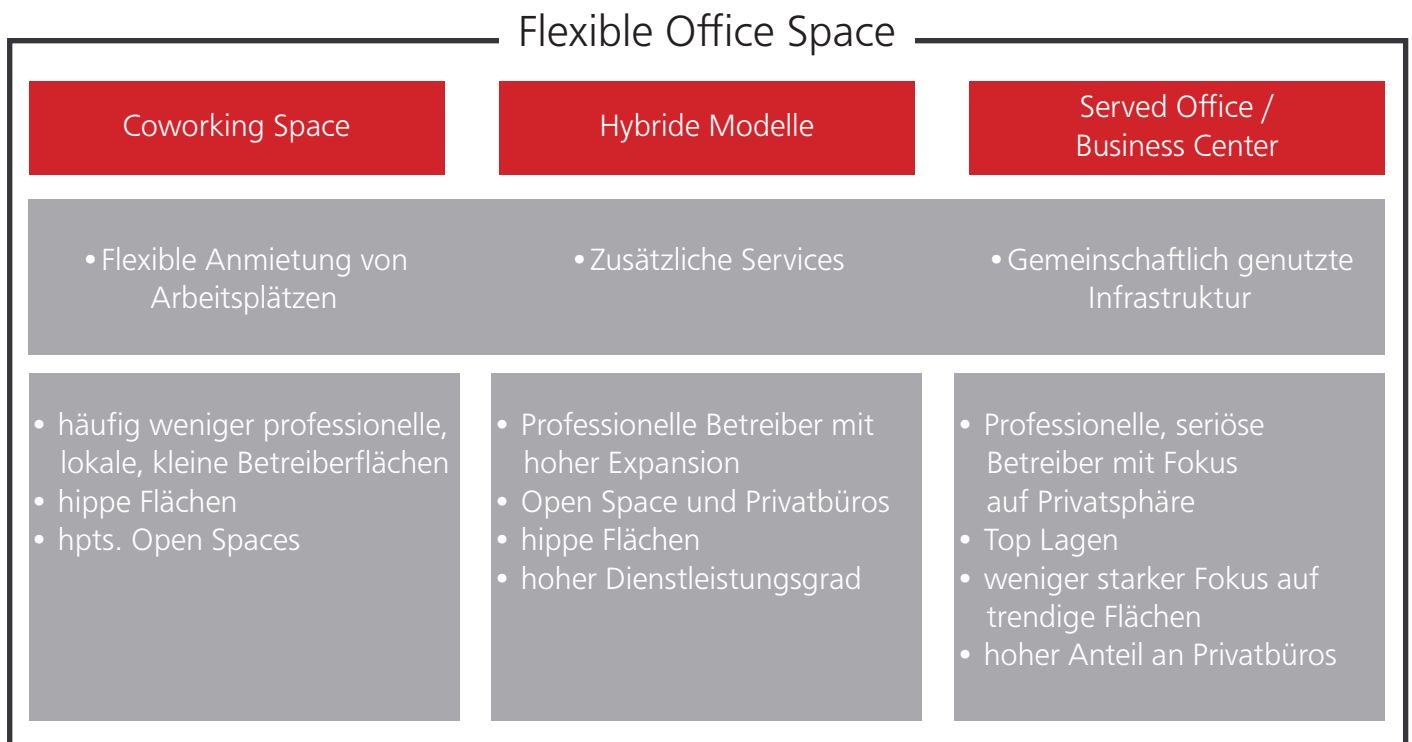 Flexible Office Space
Coworking Space
Hybride Modelle
Served Office /
Business Center
•Flexible Anmietung von
Arbeitsplätzen
•Zusätzliche Services
•Gemeinschaftlich genutzte
Infrastruktur
• häufig weniger professionelle,
lokale, kleine Betreiberflächen
• hippe Flächen
• hpts. Open Spaces
• Professionelle Betreiber mit
hoher Expansion
• Open Space und Privatbüros
• hippe Flächen
• hoher Dienstleistungsgrad
• Professionelle, seriöse
Betreiber mit Fokus
auf Privatsphäre
• Top Lagen
• weniger starker Fokus auf
trendige Flächen
• hoher Anteil an Privatbüros